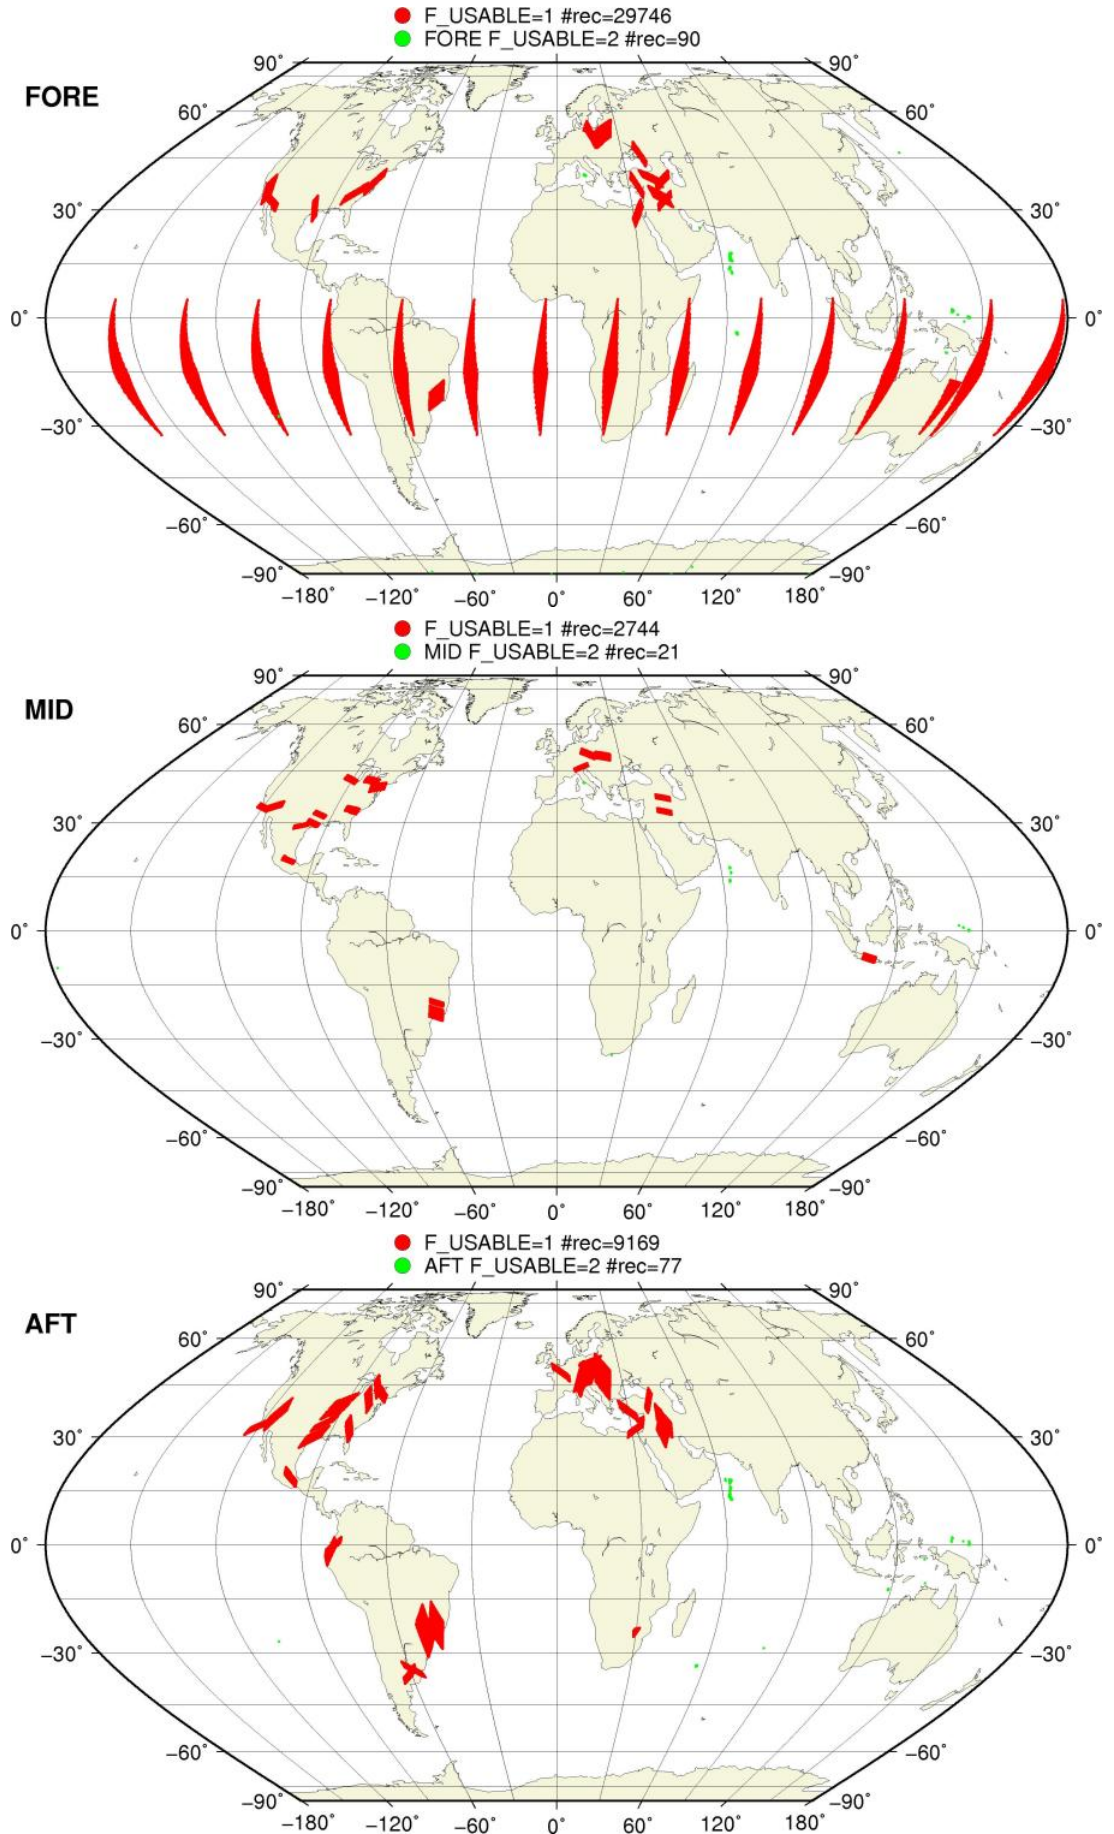 F_USABLE=1 #rec=29746
FORE F_USABLE=2 #rec=90
FORE
90° 90°
60° 60°
30° 30°
0° 0°
−30° −30°
−60° −60°
−90° −90°
−180° −120° −60° 0° 60° 120° 180°
F_USABLE=1 #rec=2744
MID F_USABLE=2 #rec=21
MID
90° 90°
60° 60°
30° 30°
0° 0°
−30° −30°
−60° −60°
−90° −90°
−180° −120° −60° 0° 60° 120° 180°
F_USABLE=1 #rec=9169
AFT F_USABLE=2 #rec=77
AFT
90° 90°
60° 60°
30° 30°
0° 0°
−30° −30°
−60° −60°
−90° −90°
−180° −120° −60° 0° 60° 120° 180°